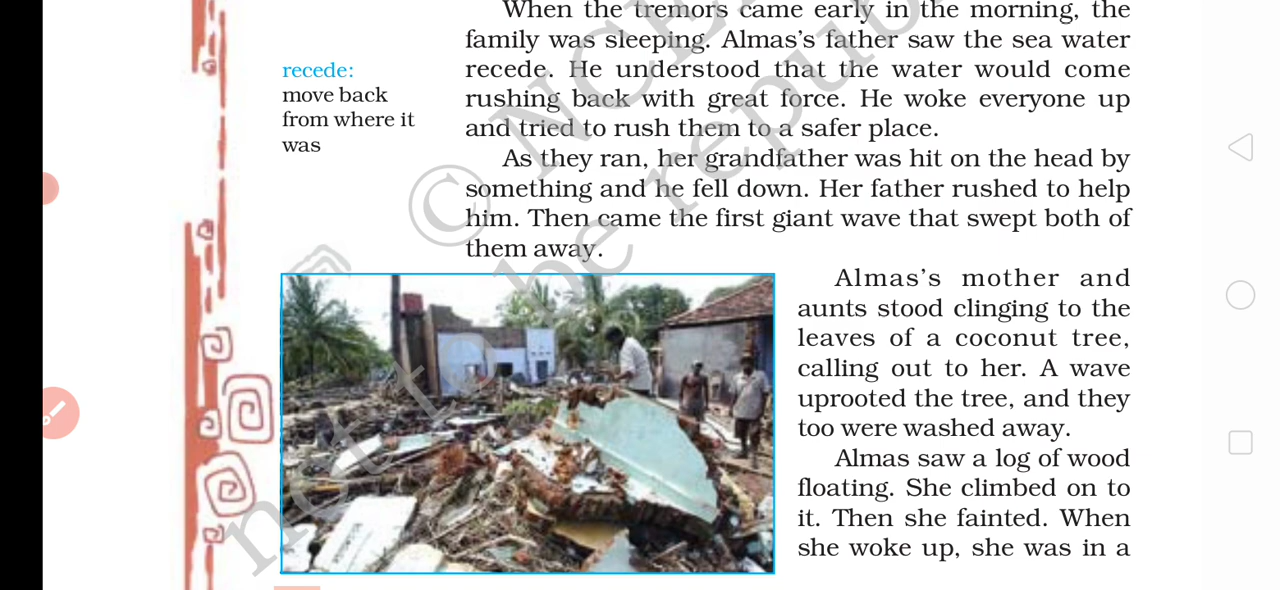 When the tremors came early in the morning, the
family was sleeping. Almas's father saw the sea water
recede. He understood that the water would come
rushing back with great force. He woke everyone up
and tried to rush them to a safer place.
recede:
move back
from where it
was
As they ran, her grandfather was hit on the head by
something and he fell down. Her father rushed to help
him. Then came the first giant wave that swept both of
them away.
Almas's mother and
aunts stood clinging to the
leaves of a coconut tree,
calling out to her. A wave
uprooted the tree, and they
too were washed away.
Almas saw a log of wood
floating. She climbed on to
it. Then she fainted. When
she woke up, she was in a
© NCE
not to be repu